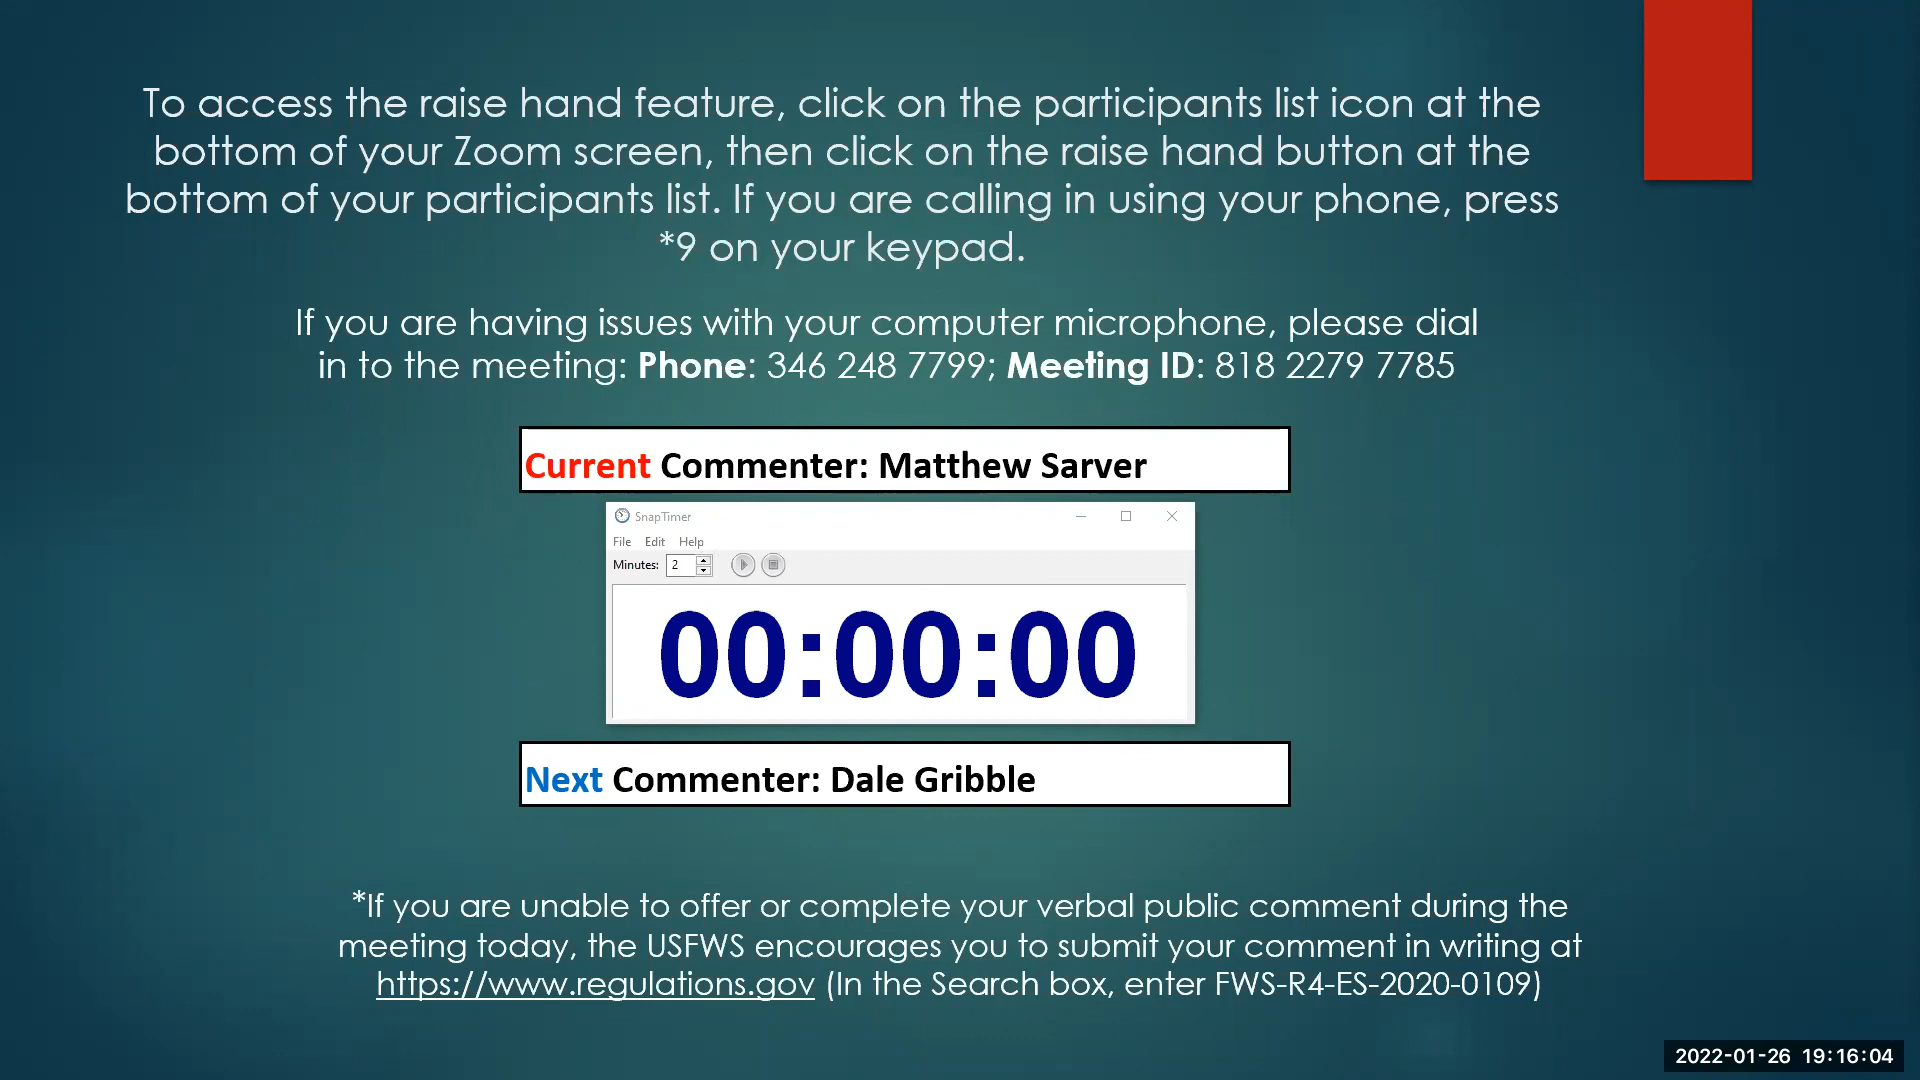 To access the raise hand feature, click on the participants list icon at the
bottom of your Zoom screen, then click on the raise hand button at the
bottom of your participants list. If you are calling in using your phone, press
*9 on your keypad.
If you are having issues with your computer microphone, please dial
in to the meeting: Phone: 346 248 7799; Meeting ID: 818 2279 7785
Current Commenter: Matthew Sarver
SnapTimer
File Edit Help
Minutes: 2
00:00:00
Next Commenter: Dale Gribble
*If you are unable to offer or complete your verbal public comment during the
meeting today, the USFWS encourages you to submit your comment in writing at
https://www.regulations.gov (In the Search box, enter FWS-R4-ES-2020-0109)
2022-01-26 19:16:04